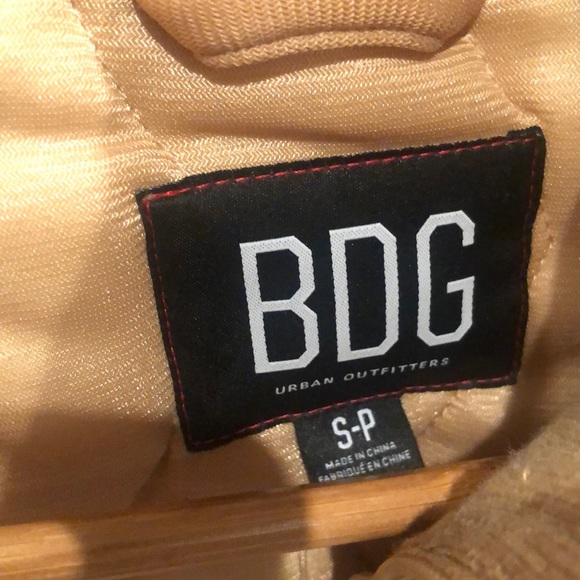 BDG
URBAN OUTFITTERS
S-P
MADE IN CHINA
FABRIQUÉ EN CHINE